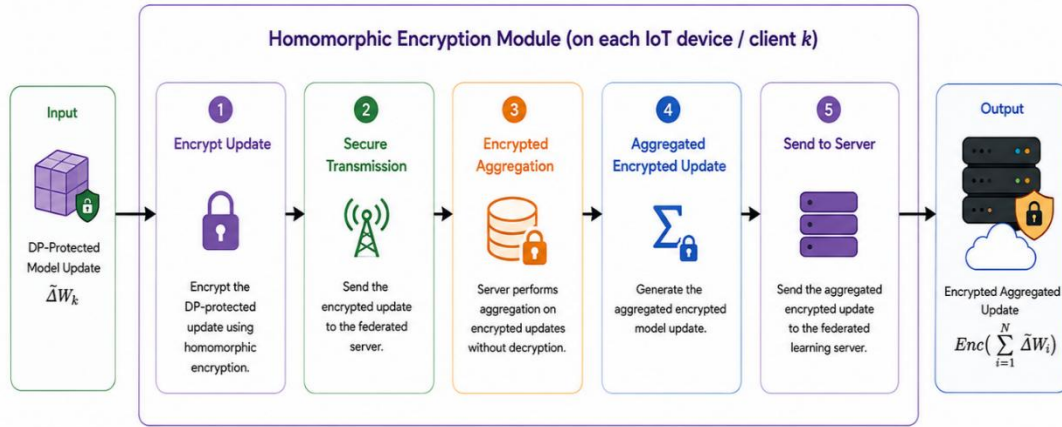 Homomorphic Encryption Module (on each IoT device / client k)
Input
DP-Protected
Model Update
Δ̃W_k
1
Encrypt Update
Encrypt the
DP-protected
update using
homomorphic
encryption.
2
Secure
Transmission
Send the
encrypted update
to the federated
server.
3
Encrypted
Aggregation
Server performs
aggregation on
encrypted updates
without decryption.
4
Aggregated
Encrypted Update
Σ
Generate the
aggregated encrypted
model update.
5
Send to Server
Send the aggregated
encrypted update
to the federated
learning server.
Output
Encrypted Aggregated
Update
Enc(∑_{i=1}^{N} Δ̃W_i)